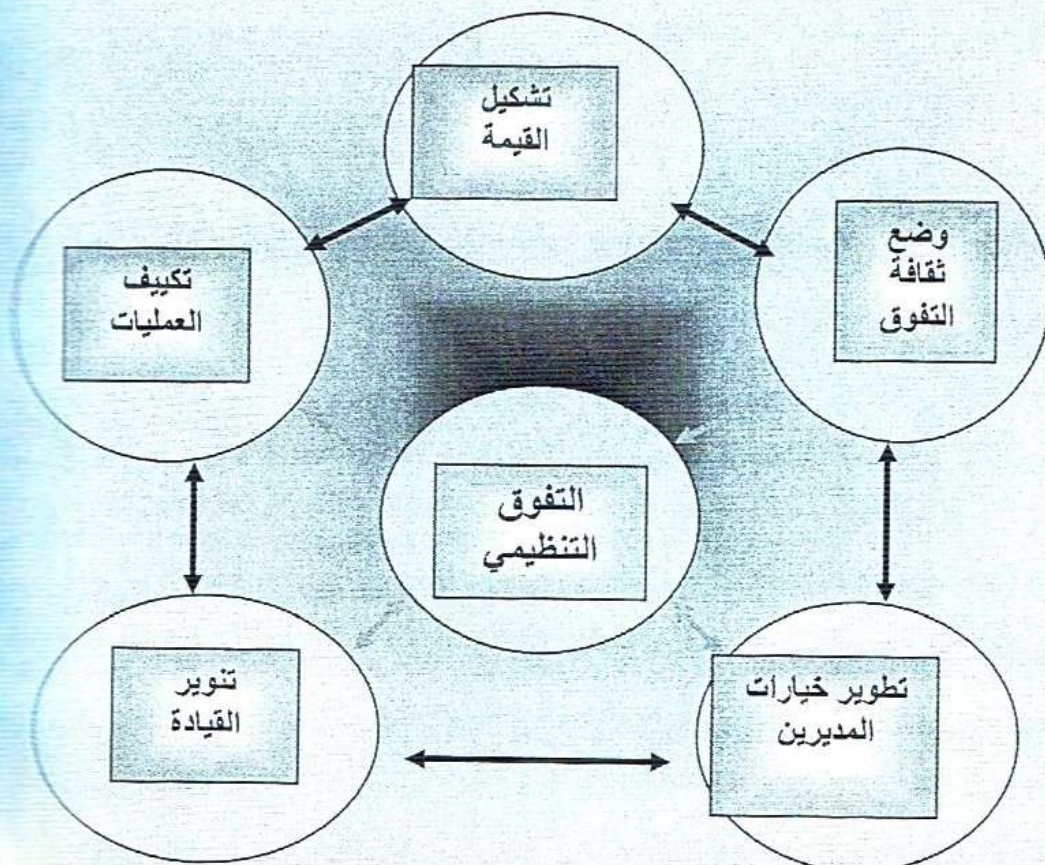 تشكيل
القيمة
وضع
ثقافة
التفوق
تكييف
العمليات
التفوق
التنظيمي
تنوير
القيادة
تطوير خيارات
المديرين